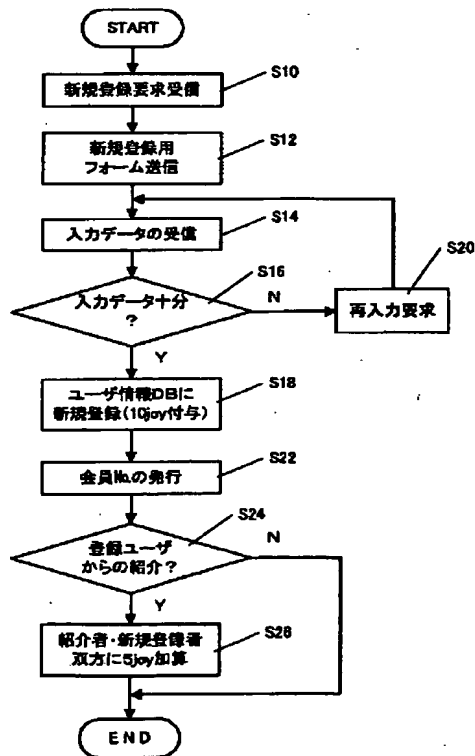 START
S10
新規登録要求受信
S12
新規登録用
フォーム送信
S14
入力データの受信
S20
再入力要求
S16
入力データ十分
?
N
Y
S18
ユーザ情報DBに
新規登録(10joy付与)
S22
会員No.の発行
S24
登録ユーザ
からの紹介?
N
Y
S26
紹介者・新規登録者
双方に5joy加算
END